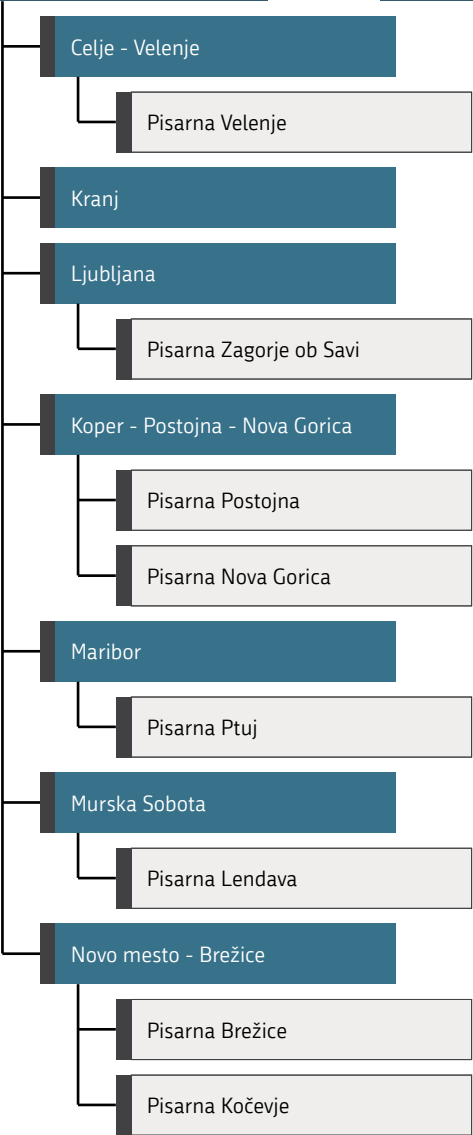 Celje - Velenje
Pisarna Velenje
Kranj
Ljubljana
Pisarna Zagorje ob Savi
Koper - Postojna - Nova Gorica
Pisarna Postojna
Pisarna Nova Gorica
Maribor
Pisarna Ptuj
Murska Sobota
Pisarna Lendava
Novo mesto - Brežice
Pisarna Brežice
Pisarna Kočevje